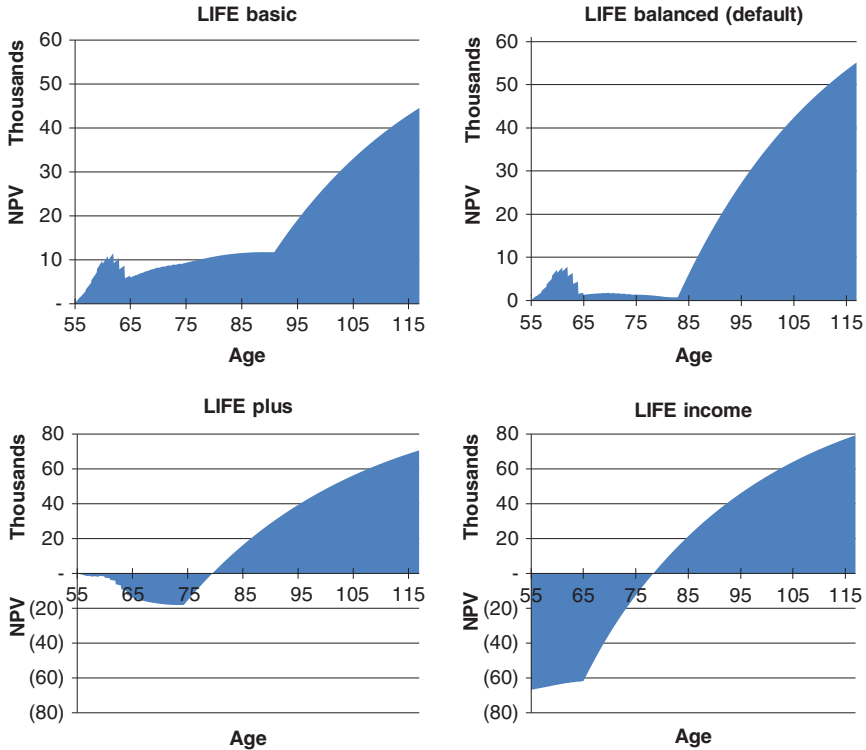 LIFE basic
60
50
40
30
20
10
-
Thousands
NPV
55 65 75 85 95 105 115
Age
LIFE balanced (default)
60
50
40
30
20
10
0
Thousands
NPV
55 65 75 85 95 105 115
Age
LIFE plus
80
60
40
20
-
(20)
(40)
(60)
(80)
Thousands
NPV
55 65 75 85 95 105 115
Age
LIFE income
80
60
40
20
-
(20)
(40)
(60)
(80)
Thousands
NPV
55 65 75 85 95 105 115
Age